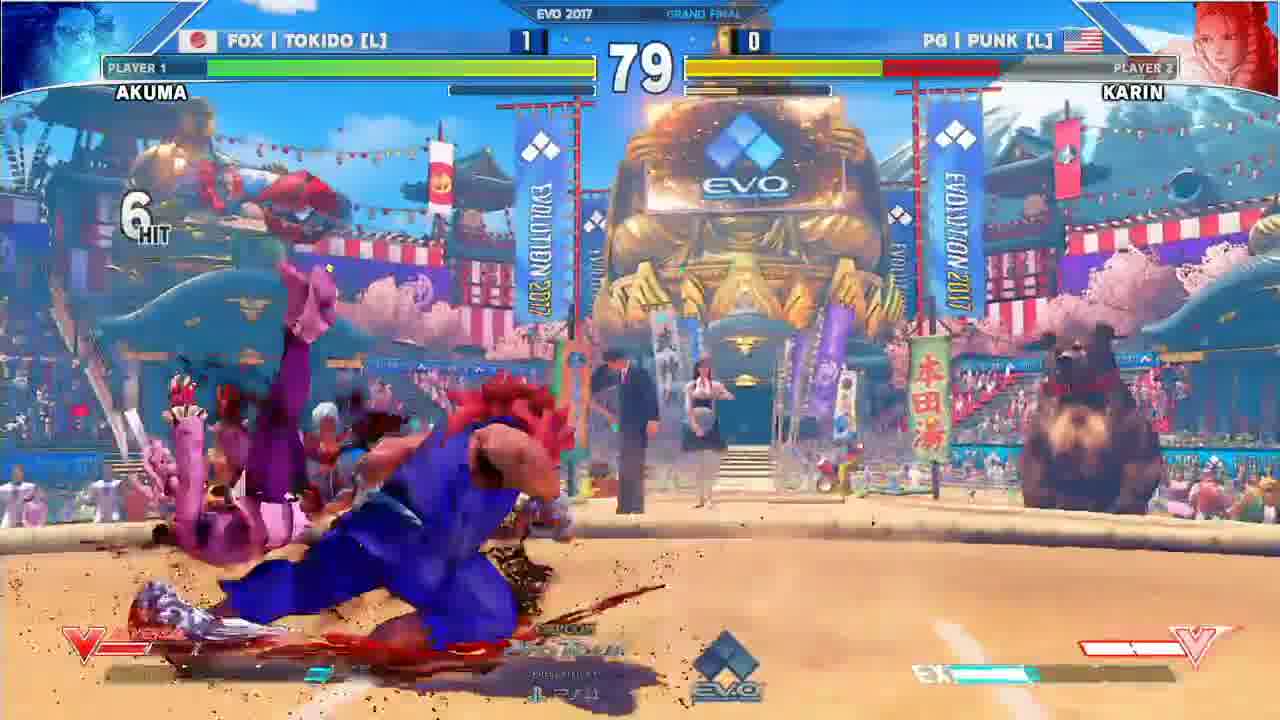 EVO 2017 GRAND FINAL
FOX | TOKIDO [L] 1 79 0 PG | PUNK [L]
PLAYER 1 PLAYER 2
AKUMA KARIN
EVO
EVOLUTION 2017
EVOLUTION 2017
6
HIT
本田湯
EX
EVO